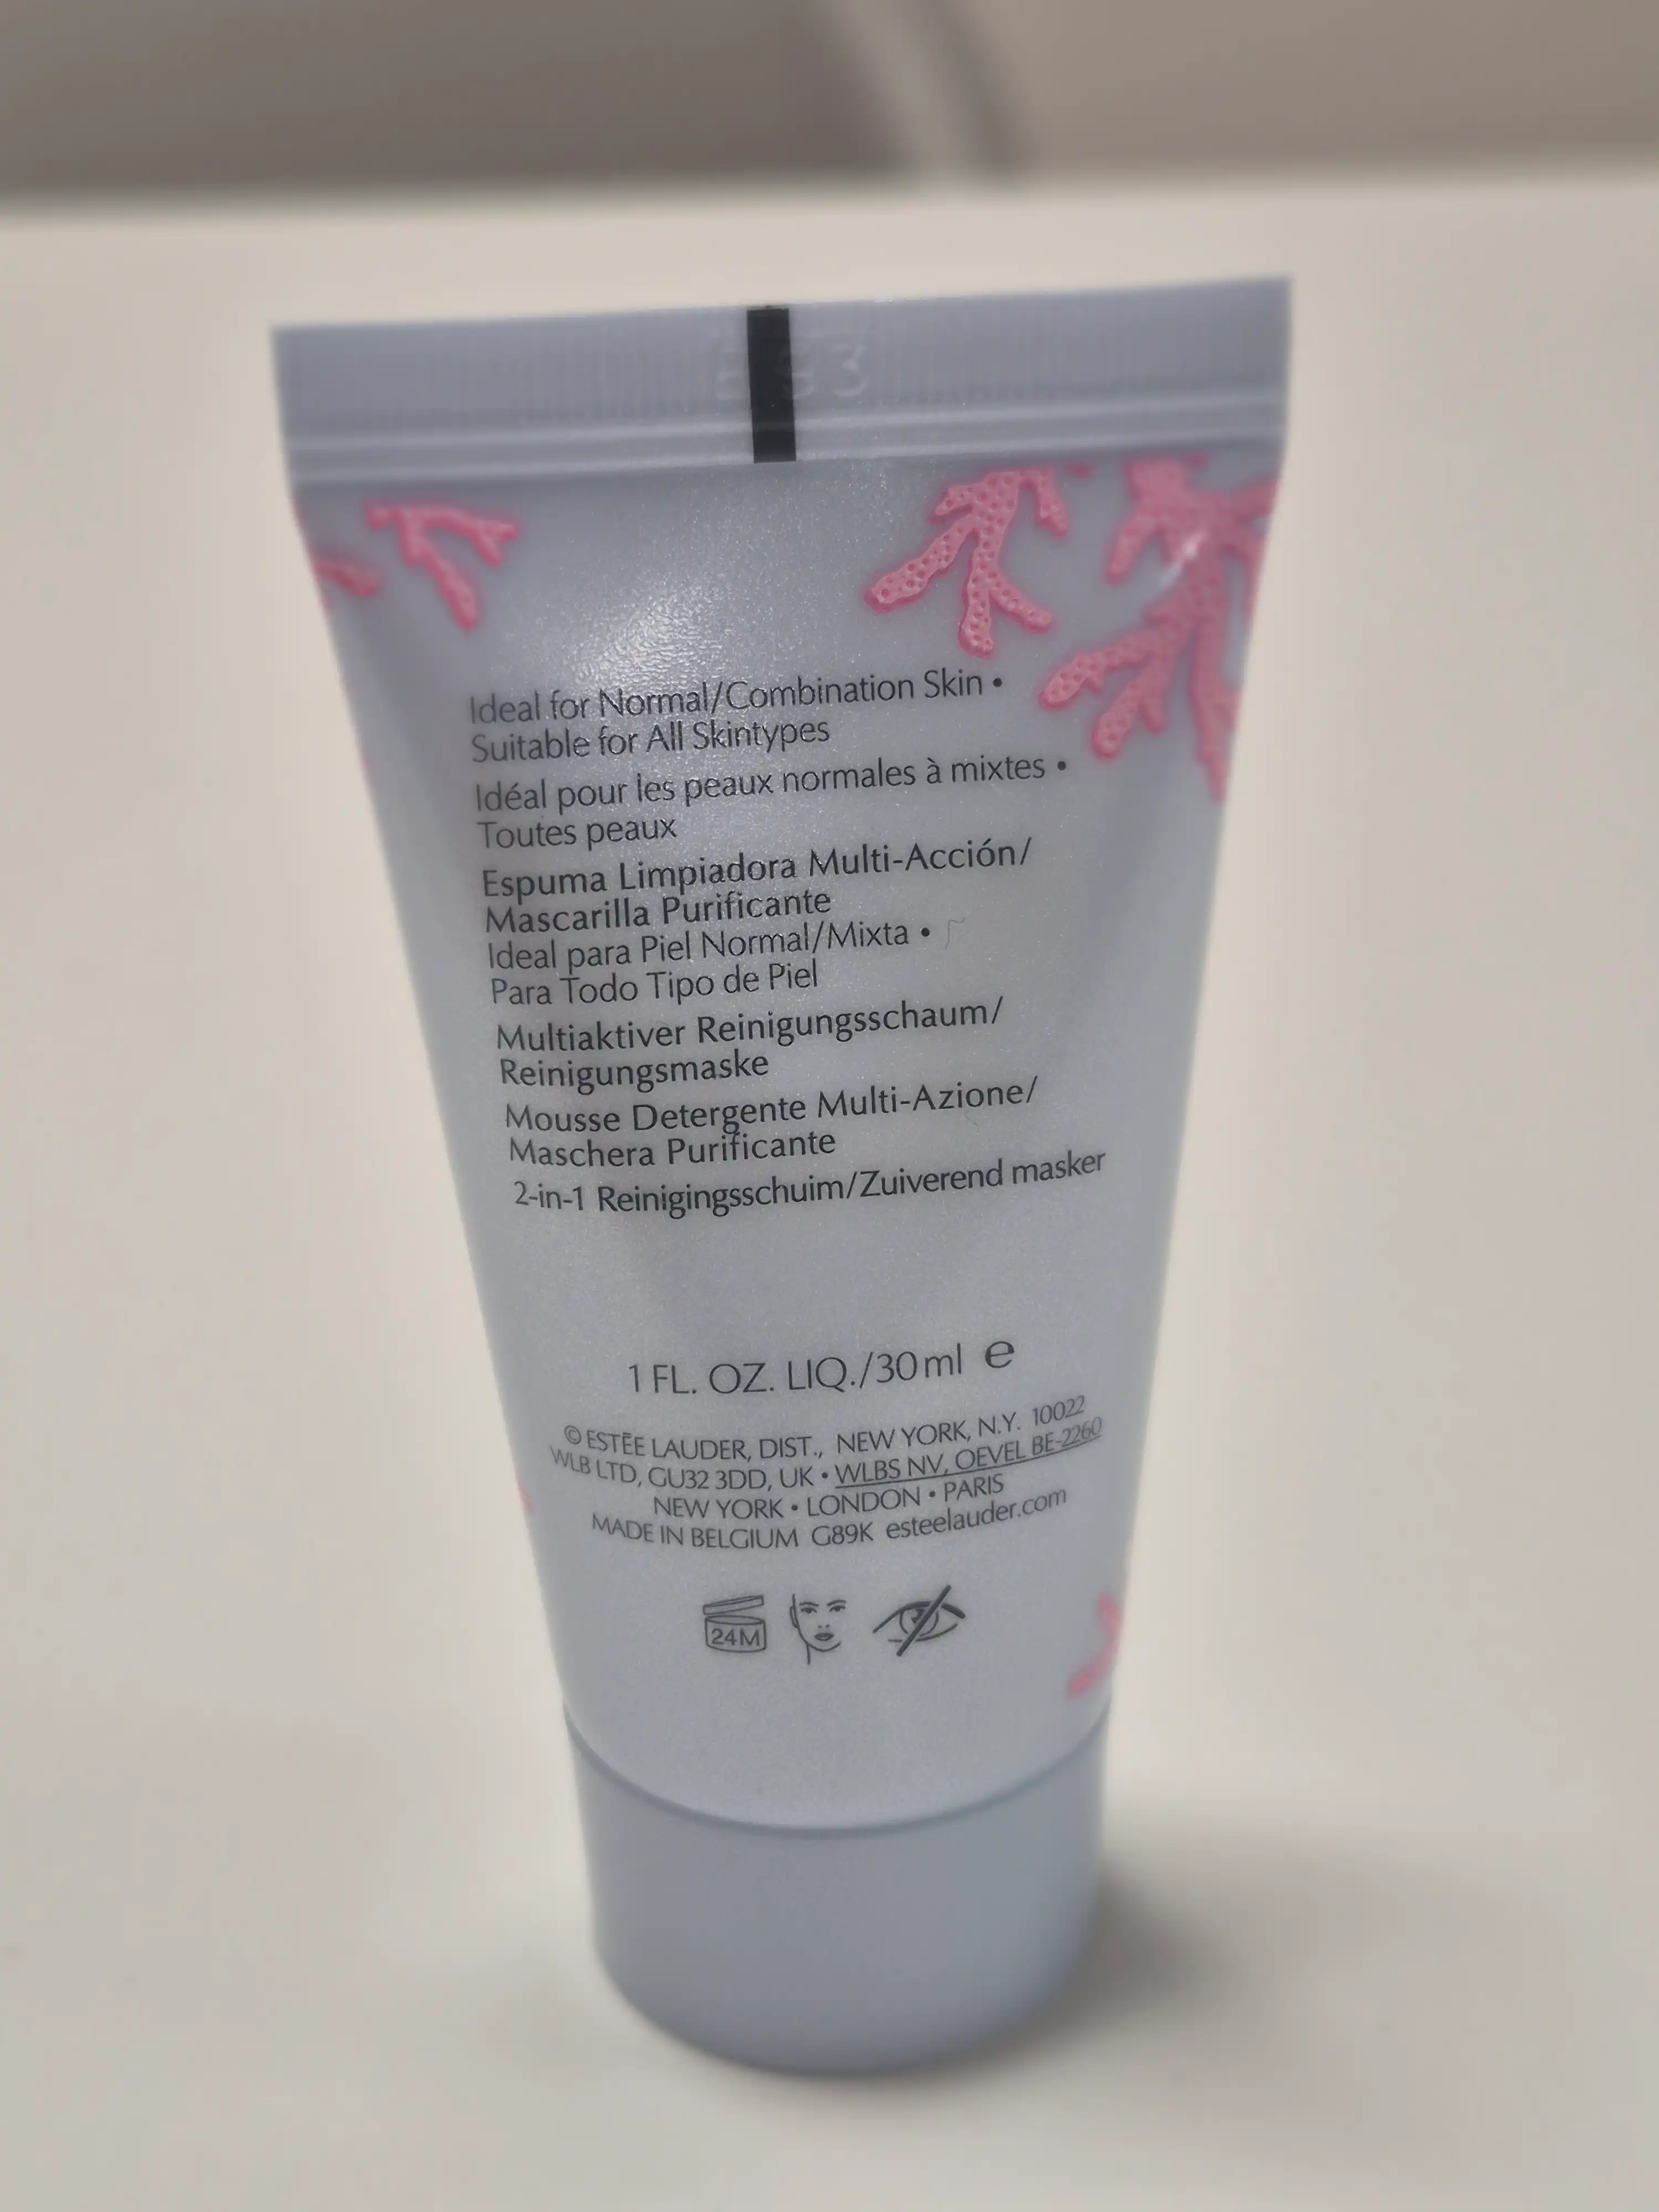 Ideal for Normal/Combination Skin •
Suitable for All Skintypes
Idéal pour les peaux normales à mixtes •
Toutes peaux
Espuma Limpiadora Multi-Acción/
Mascarilla Purificante
Ideal para Piel Normal/Mixta •
Para Todo Tipo de Piel
Multiaktiver Reinigungsschaum/
Reinigungsmaske
Mousse Detergente Multi-Azione/
Maschera Purificante
2-in-1 Reinigingsschuim/Zuiverend masker
1 FL. OZ. LIQ./30 ml ℮
© ESTĒE LAUDER, DIST., NEW YORK, N.Y. 10022
WLB LTD, GU32 3DD, UK • WLBS NV, OEVEL BE-2260
NEW YORK • LONDON • PARIS
MADE IN BELGIUM G89K esteelauder.com
24M